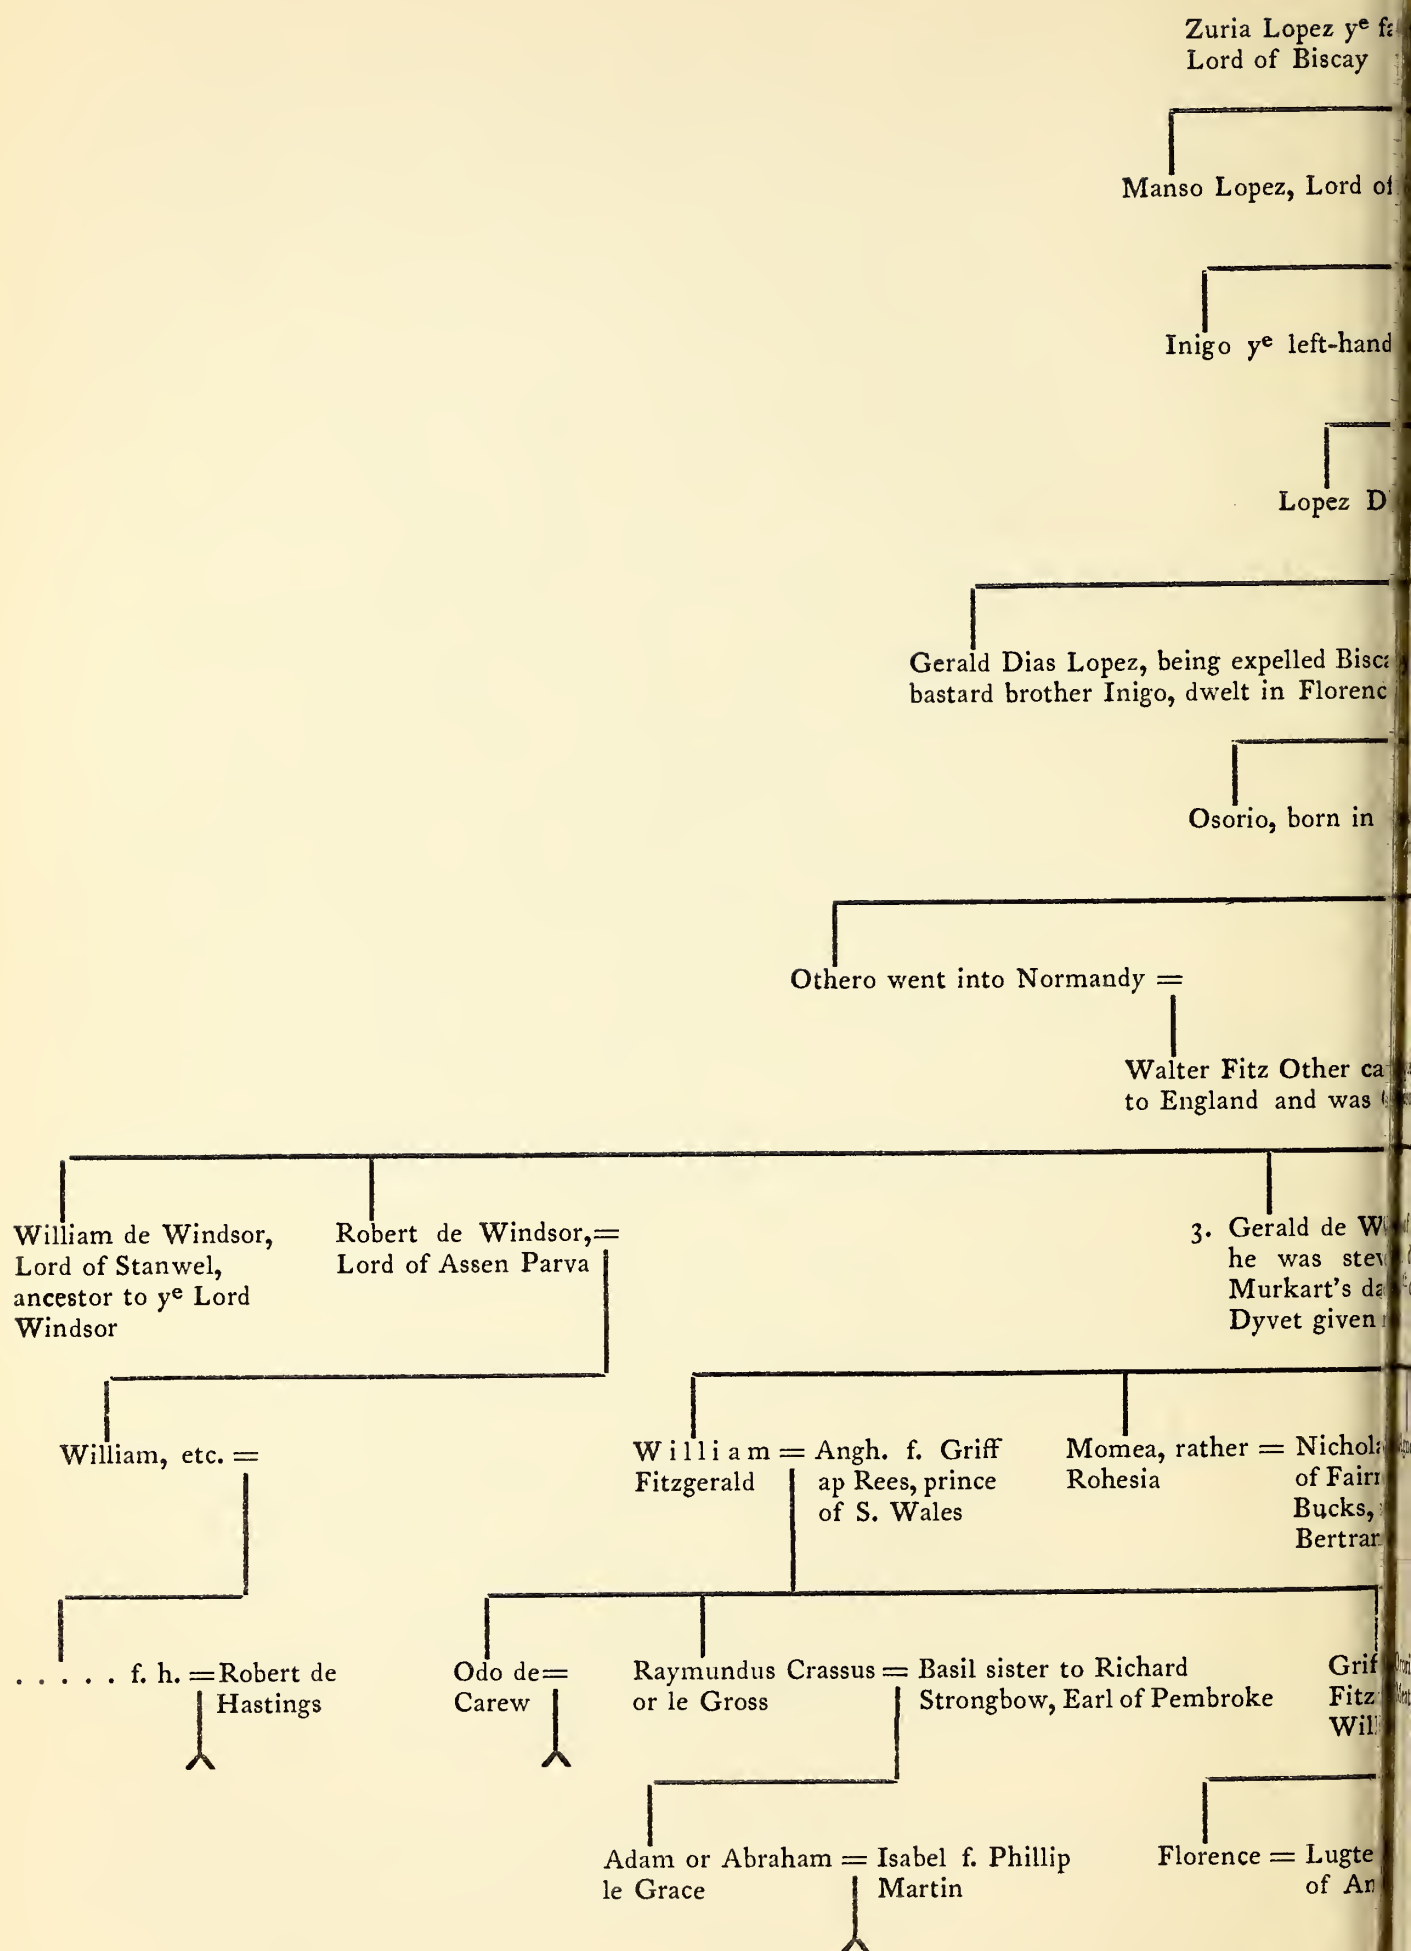 Zuria Lopez yᵉ
Lord of Biscay
Manso Lopez, Lord of
Inigo yᵉ left-hand
Lopez
Gerald Dias Lopez, being expelled
bastard brother Inigo, dwelt in
Osorio, born in
Othero went into Normandy =
Walter Fitz Other
to England and was
William de Windsor,
Lord of Stanwel,
ancestor to yᵉ Lord
Windsor
Robert de Windsor,=
Lord of Assen Parva
3. Gerald de
he was
Murkart's
Dyvet given
William, etc. =
William = Angh. f. Griff
Fitzgerald ap Rees, prince
of S. Wales
Momea, rather =
Rohesia
of
Bucks,
. . . . . f. h. = Robert de
Hastings
Odo de=
Carew
Raymundus Crassus = Basil sister to Richard
or le Gross Strongbow, Earl of Pembroke
Adam or Abraham = Isabel f. Phillip
le Grace Martin
Florence =
of